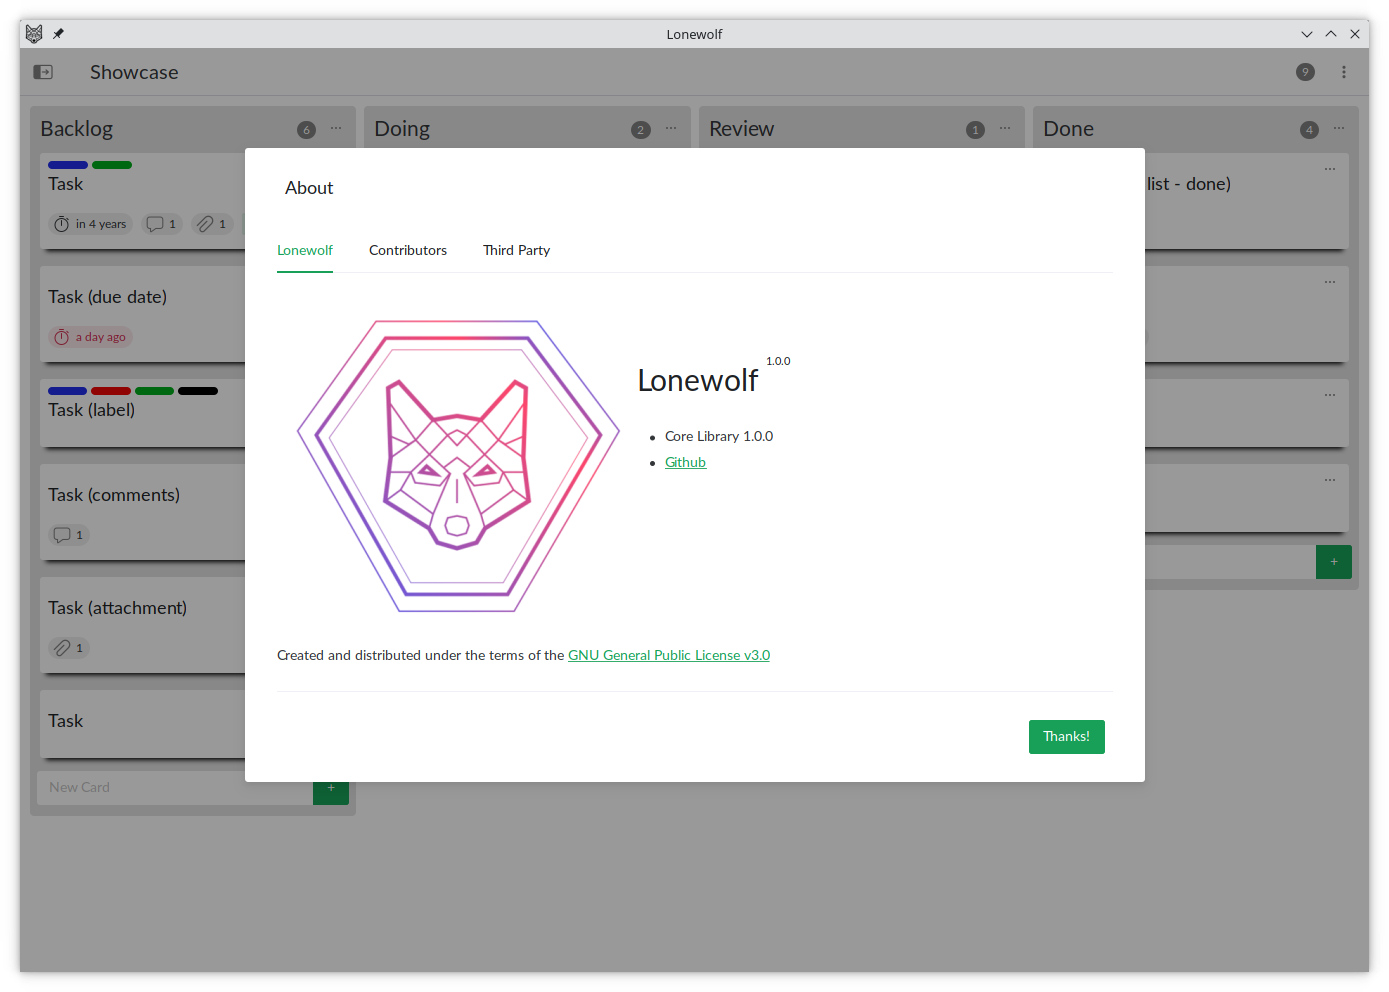 Lonewolf
Showcase
9
Backlog 6 ...
Doing 2 ...
Review 1 ...
Done 4 ...
Task
in 4 years 1 1
Task (due date)
a day ago
Task (label)
Task (comments)
1
Task (attachment)
1
Task
New Card +
list - done) ...
...
...
...
+
About
Lonewolf Contributors Third Party
Lonewolf 1.0.0
• Core Library 1.0.0
• Github
Created and distributed under the terms of the GNU General Public License v3.0
Thanks!